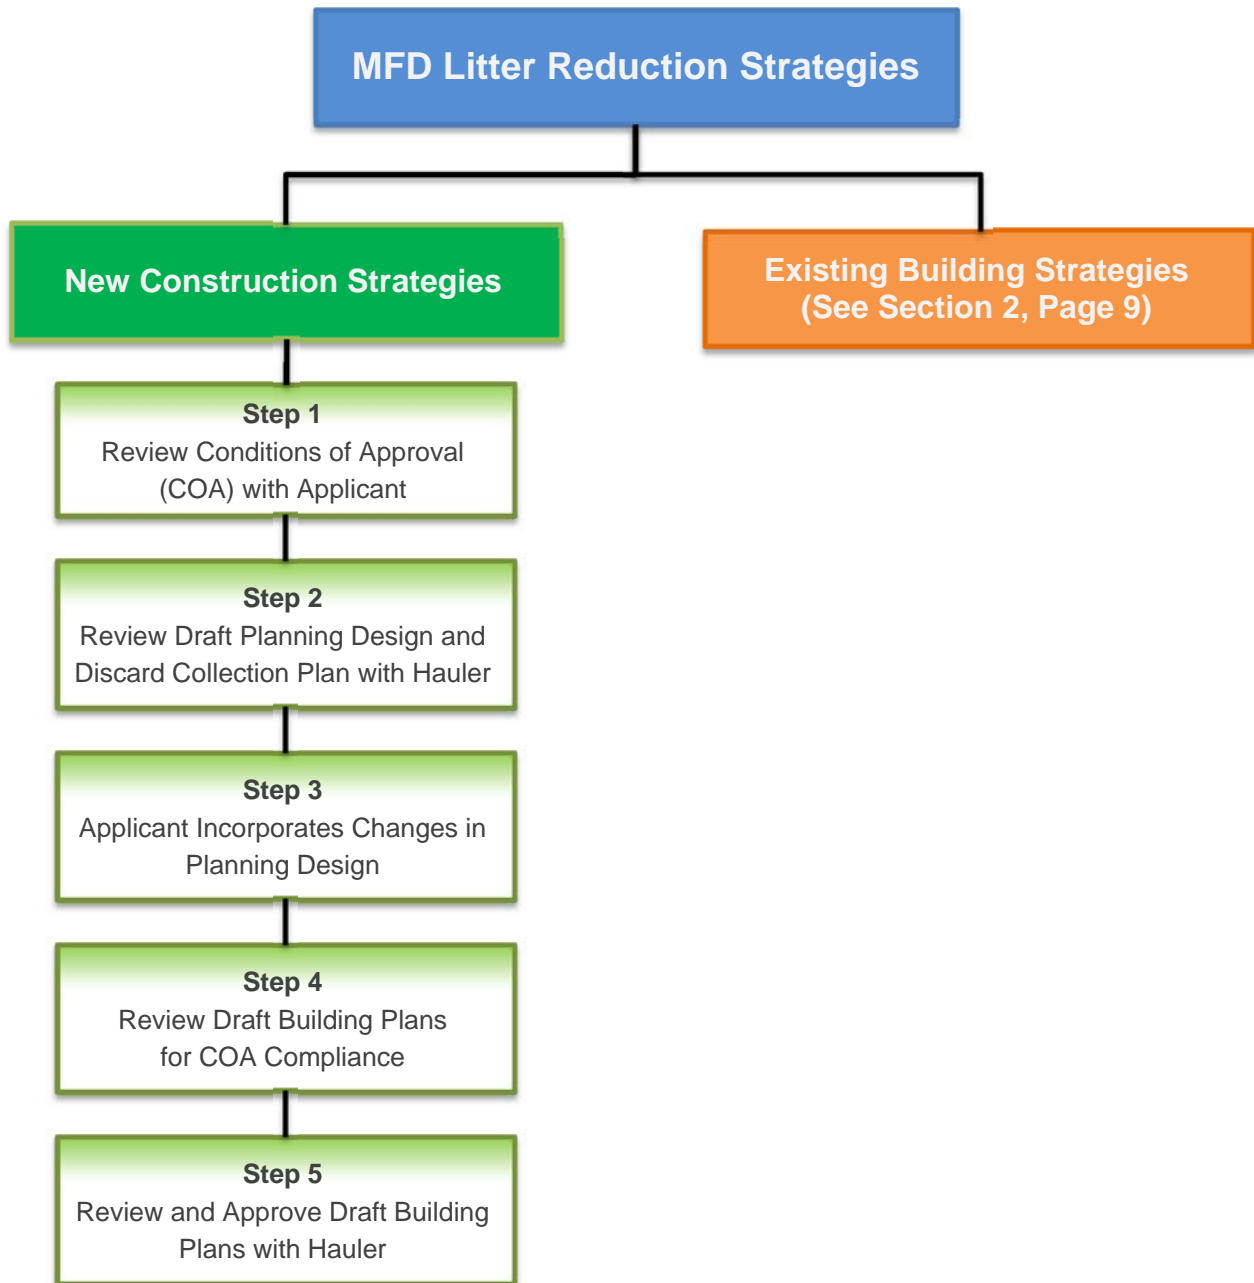 MFD Litter Reduction Strategies
New Construction Strategies
Existing Building Strategies
(See Section 2, Page 9)
Step 1
Review Conditions of Approval
(COA) with Applicant
Step 2
Review Draft Planning Design and
Discard Collection Plan with Hauler
Step 3
Applicant Incorporates Changes in
Planning Design
Step 4
Review Draft Building Plans
for COA Compliance
Step 5
Review and Approve Draft Building
Plans with Hauler